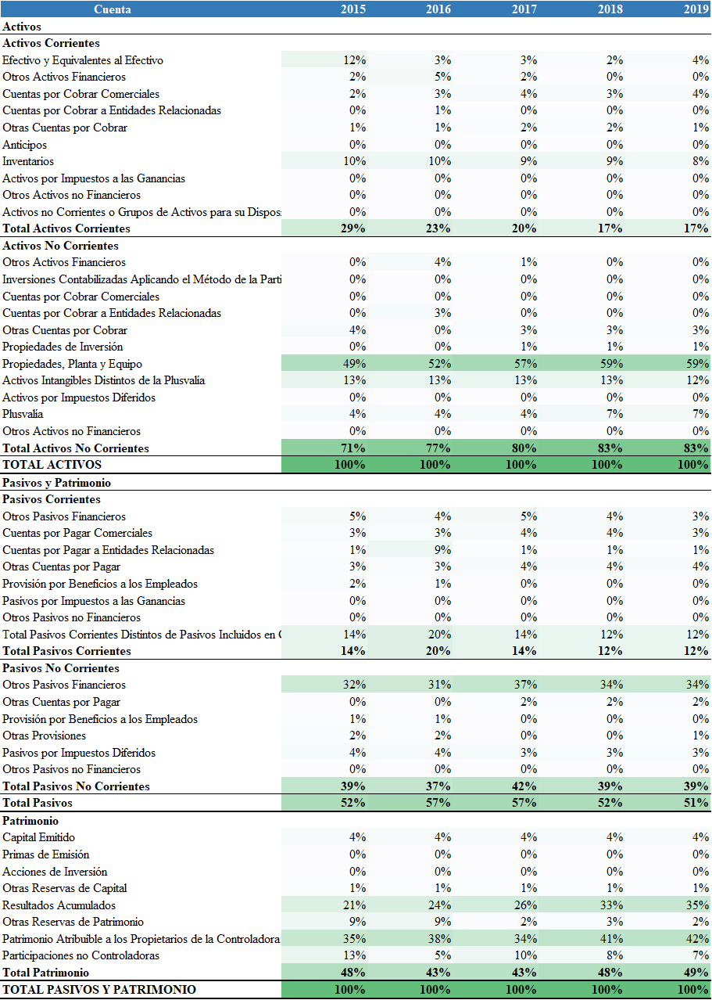 Cuenta 2015 2016 2017 2018 2019
Activos
Activos Corrientes
Efectivo y Equivalentes al Efectivo 12% 3% 3% 2% 4%
Otros Activos Financieros 2% 5% 2% 0% 0%
Cuentas por Cobrar Comerciales 2% 3% 4% 3% 4%
Cuentas por Cobrar a Entidades Relacionadas 0% 1% 0% 0% 0%
Otras Cuentas por Cobrar 1% 1% 2% 2% 1%
Anticipos 0% 0% 0% 0% 0%
Inventarios 10% 10% 9% 9% 8%
Activos por Impuestos a las Ganancias 0% 0% 0% 0% 0%
Otros Activos no Financieros 0% 0% 0% 0% 0%
Activos no Corrientes o Grupos de Activos para su Dispos 0% 0% 0% 0% 0%
Total Activos Corrientes 29% 23% 20% 17% 17%
Activos No Corrientes
Otros Activos Financieros 0% 4% 1% 0% 0%
Inversiones Contabilizadas Aplicando el Método de la Parti 0% 0% 0% 0% 0%
Cuentas por Cobrar Comerciales 0% 0% 0% 0% 0%
Cuentas por Cobrar a Entidades Relacionadas 0% 3% 0% 0% 0%
Otras Cuentas por Cobrar 4% 0% 3% 3% 3%
Propiedades de Inversión 0% 0% 1% 1% 1%
Propiedades, Planta y Equipo 49% 52% 57% 59% 59%
Activos Intangibles Distintos de la Plusvalía 13% 13% 13% 13% 12%
Activos por Impuestos Diferidos 0% 0% 0% 0% 0%
Plusvalía 4% 4% 4% 7% 7%
Otros Activos no Financieros 0% 0% 0% 0% 0%
Total Activos No Corrientes 71% 77% 80% 83% 83%
TOTAL ACTIVOS 100% 100% 100% 100% 100%
Pasivos y Patrimonio
Pasivos Corrientes
Otros Pasivos Financieros 5% 4% 5% 4% 3%
Cuentas por Pagar Comerciales 3% 3% 4% 4% 3%
Cuentas por Pagar a Entidades Relacionadas 1% 9% 1% 1% 1%
Otras Cuentas por Pagar 3% 3% 4% 4% 4%
Provisión por Beneficios a los Empleados 2% 1% 0% 0% 0%
Pasivos por Impuestos a las Ganancias 0% 0% 0% 0% 0%
Otros Pasivos no Financieros 0% 0% 0% 0% 0%
Total Pasivos Corrientes Distintos de Pasivos Incluidos en G 14% 20% 14% 12% 12%
Total Pasivos Corrientes 14% 20% 14% 12% 12%
Pasivos No Corrientes
Otros Pasivos Financieros 32% 31% 37% 34% 34%
Otras Cuentas por Pagar 0% 0% 2% 2% 2%
Provisión por Beneficios a los Empleados 1% 1% 0% 0% 0%
Otras Provisiones 2% 2% 0% 0% 1%
Pasivos por Impuestos Diferidos 4% 4% 3% 3% 3%
Otros Pasivos no Financieros 0% 0% 0% 0% 0%
Total Pasivos No Corrientes 39% 37% 42% 39% 39%
Total Pasivos 52% 57% 57% 52% 51%
Patrimonio
Capital Emitido 4% 4% 4% 4% 4%
Primas de Emisión 0% 0% 0% 0% 0%
Acciones de Inversión 0% 0% 0% 0% 0%
Otras Reservas de Capital 1% 1% 1% 1% 1%
Resultados Acumulados 21% 24% 26% 33% 35%
Otras Reservas de Patrimonio 9% 9% 2% 3% 2%
Patrimonio Atribuible a los Propietarios de la Controladora 35% 38% 34% 41% 42%
Participaciones no Controladoras 13% 5% 10% 8% 7%
Total Patrimonio 48% 43% 43% 48% 49%
TOTAL PASIVOS Y PATRIMONIO 100% 100% 100% 100% 100%